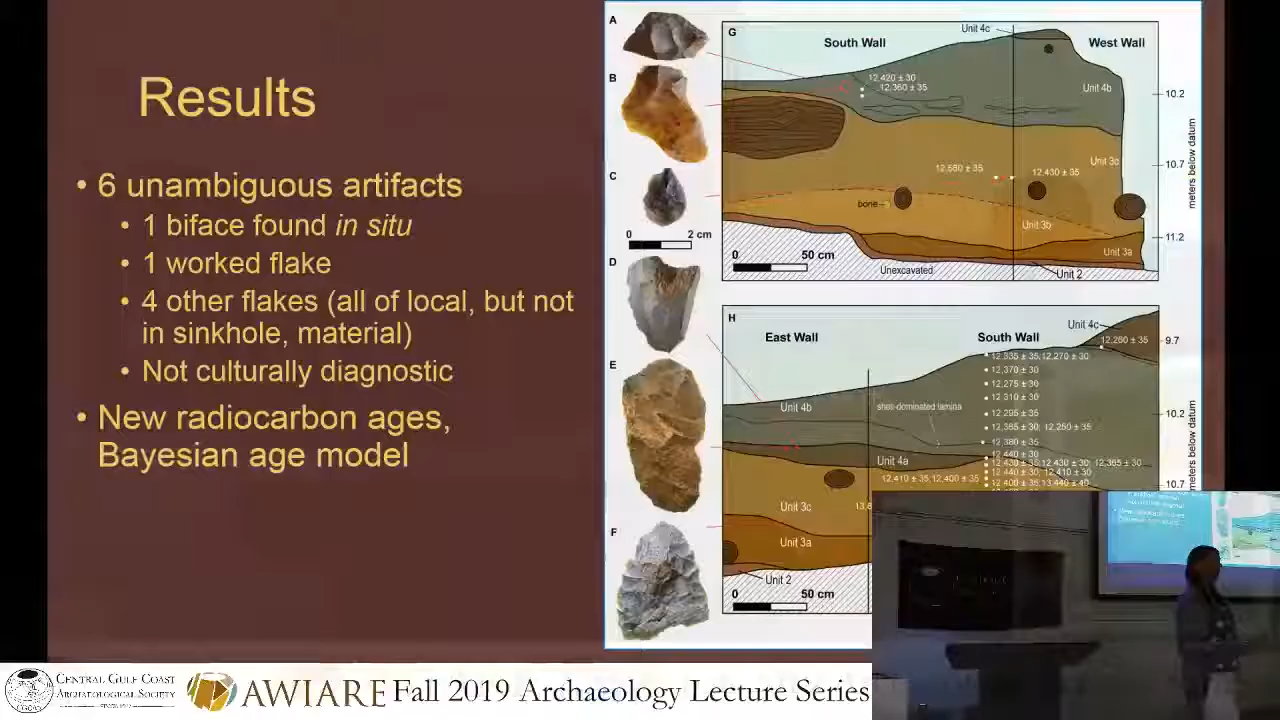 Results
• 6 unambiguous artifacts
• 1 biface found in situ
• 1 worked flake
• 4 other flakes (all of local, but not
in sinkhole, material)
• Not culturally diagnostic
• New radiocarbon ages,
Bayesian age model
A
B
C
0 2 cm
D
E
F
G
South Wall
Unit 4c
West Wall
12,420 ± 30
12,360 ± 35
Unit 4b
10.2
12,580 ± 35
12,430 ± 35
Unit 3c
10.7
bone
Unit 3b
Unit 3a
11.2
0 50 cm
Unexcavated
Unit 2
meters below datum
H
East Wall
South Wall
Unit 4c
12,260 ± 35
9.7
12,335 ± 35; 12,270 ± 30
12,370 ± 30
12,275 ± 30
12,310 ± 30
12,295 ± 35
12,385 ± 30; 12,250 ± 35
12,380 ± 35
12,440 ± 30
12,430 ± 35; 12,430 ± 30; 12,365 ± 30
12,440 ± 30; 12,410 ± 30
12,400 ± 35; 13,440 ± 40
Unit 4b
shell-dominated lamina
10.2
Unit 4a
12,410 ± 35; 12,400 ± 35
10.7
Unit 3c
Unit 3a
Unit 2
0 50 cm
meters below datum
CENTRAL GULF COAST
ARCHAEOLOGICAL SOCIETY
AWIARE Fall 2019 Archaeology Lecture Series